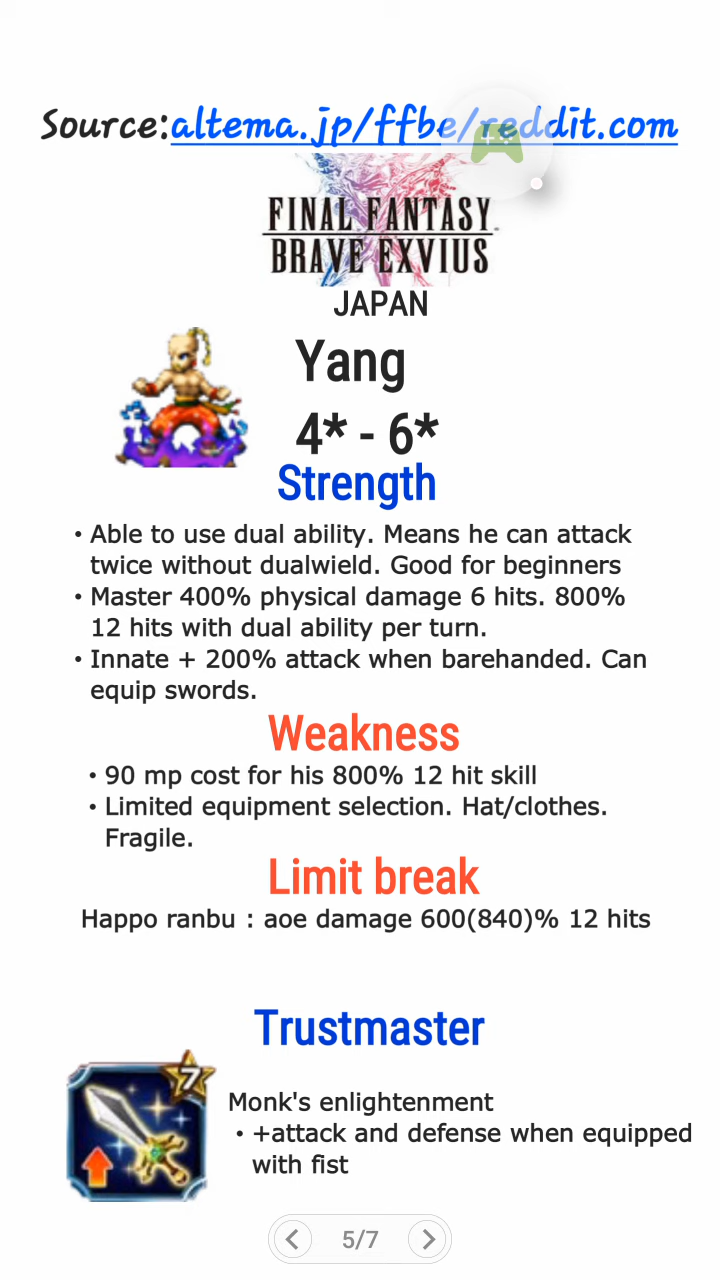 Source:altema.jp/ffbe/reddit.com
FINAL FANTASY
BRAVE EXVIUS
JAPAN
Yang
4* - 6*
Strength
• Able to use dual ability. Means he can attack
twice without dualwield. Good for beginners
• Master 400% physical damage 6 hits. 800%
12 hits with dual ability per turn.
• Innate + 200% attack when barehanded. Can
equip swords.
Weakness
• 90 mp cost for his 800% 12 hit skill
• Limited equipment selection. Hat/clothes.
Fragile.
Limit break
Happo ranbu : aoe damage 600(840)% 12 hits
Trustmaster
7
Monk's enlightenment
• +attack and defense when equipped
with fist
5/7